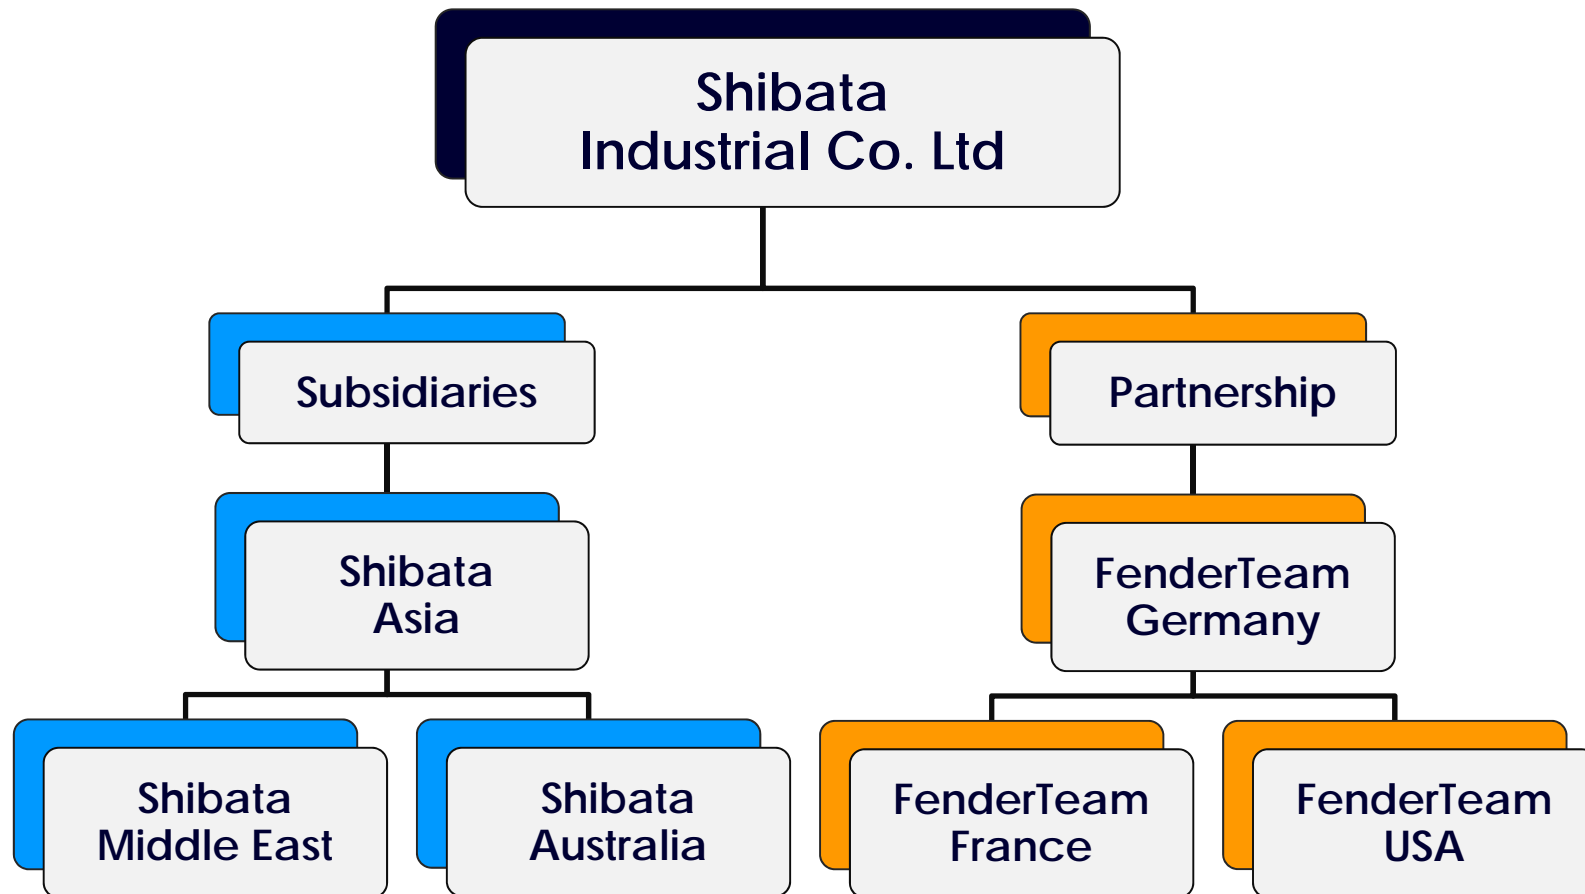 Shibata
Industrial Co. Ltd
Subsidiaries
Partnership
Shibata
Asia
FenderTeam
Germany
Shibata
Middle East
Shibata
Australia
FenderTeam
France
FenderTeam
USA